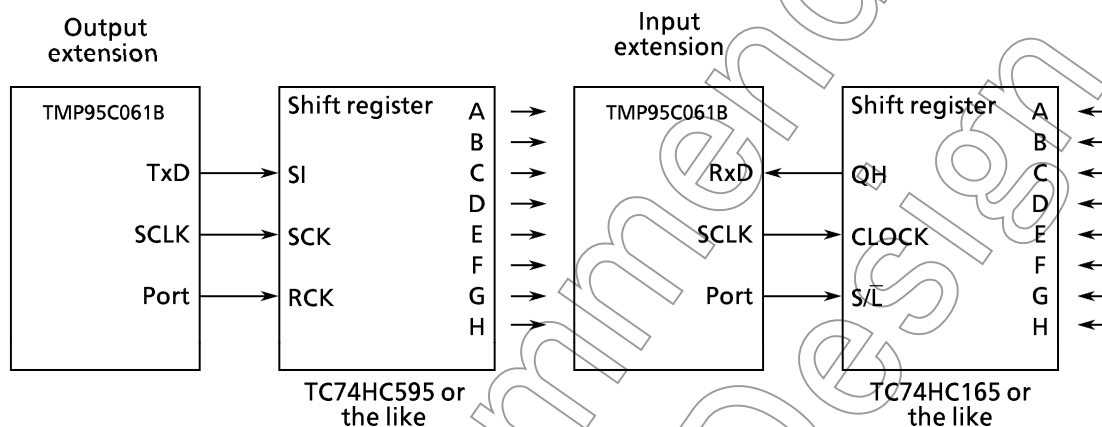 Output
extension
TMP95C061B
TxD
SCLK
Port
Shift register
SI
SCK
RCK
A
B
C
D
E
F
G
H
TC74HC595 or
the like
Input
extension
TMP95C061B
RxD
SCLK
Port
Shift register
QH
CLOCK
S/L̅
A
B
C
D
E
F
G
H
TC74HC165 or
the like
Design